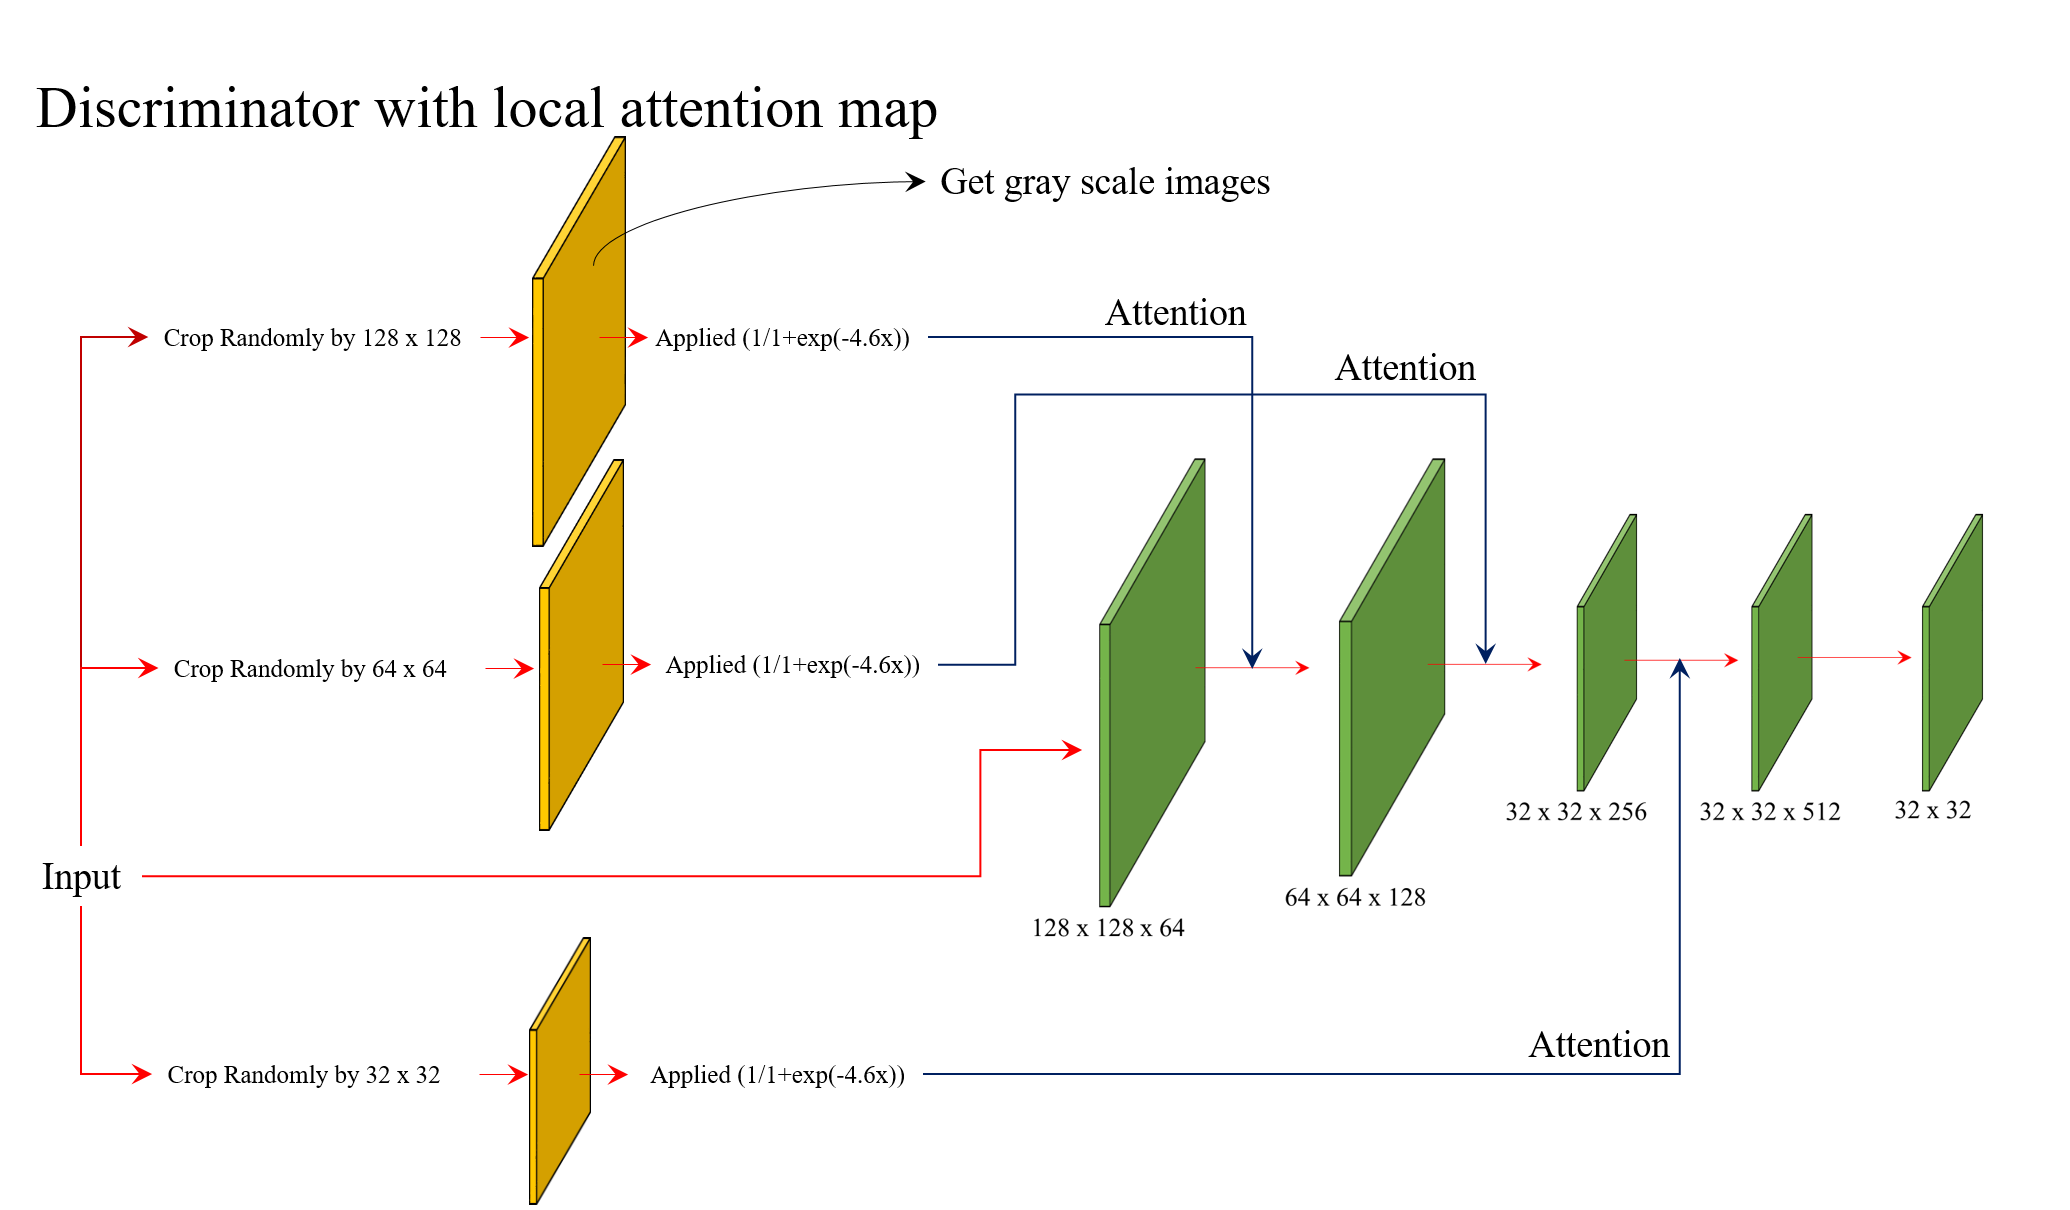 Discriminator with local attention map
Get gray scale images
Attention
Crop Randomly by 128 x 128
Applied (1/1+exp(-4.6x))
Attention
Crop Randomly by 64 x 64
Applied (1/1+exp(-4.6x))
32 x 32 x 256
32 x 32 x 512
32 x 32
Input
64 x 64 x 128
128 x 128 x 64
Attention
Crop Randomly by 32 x 32
Applied (1/1+exp(-4.6x))